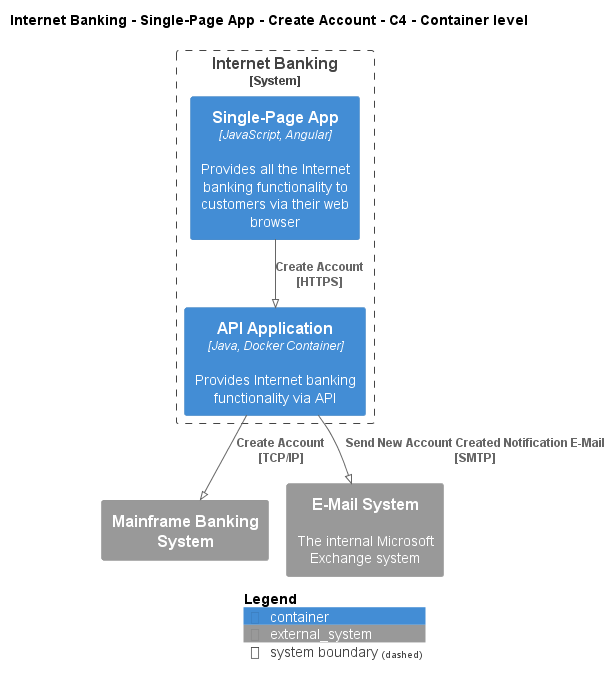 Internet Banking - Single-Page App - Create Account - C4 - Container level
Internet Banking
[System]
Single-Page App
[JavaScript, Angular]
Provides all the Internet
banking functionality to
customers via their web
browser
Create Account
[HTTPS]
API Application
[Java, Docker Container]
Provides Internet banking
functionality via API
Create Account
[TCP/IP]
Send New Account Created Notification E-Mail
[SMTP]
Mainframe Banking
System
E-Mail System
The internal Microsoft
Exchange system
Legend
container
external_system
system boundary (dashed)